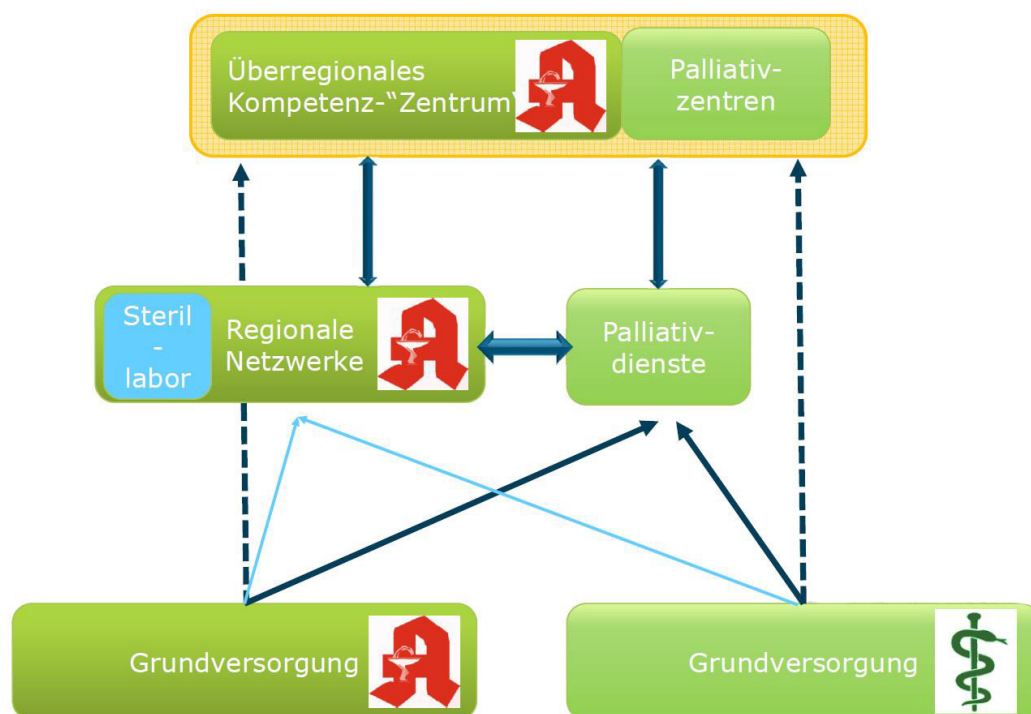 Überregionales
Kompetenz-“Zentrum“
Palliativ-
zentren
Steril
-
labor
Regionale
Netzwerke
Palliativ-
dienste
Grundversorgung
Grundversorgung